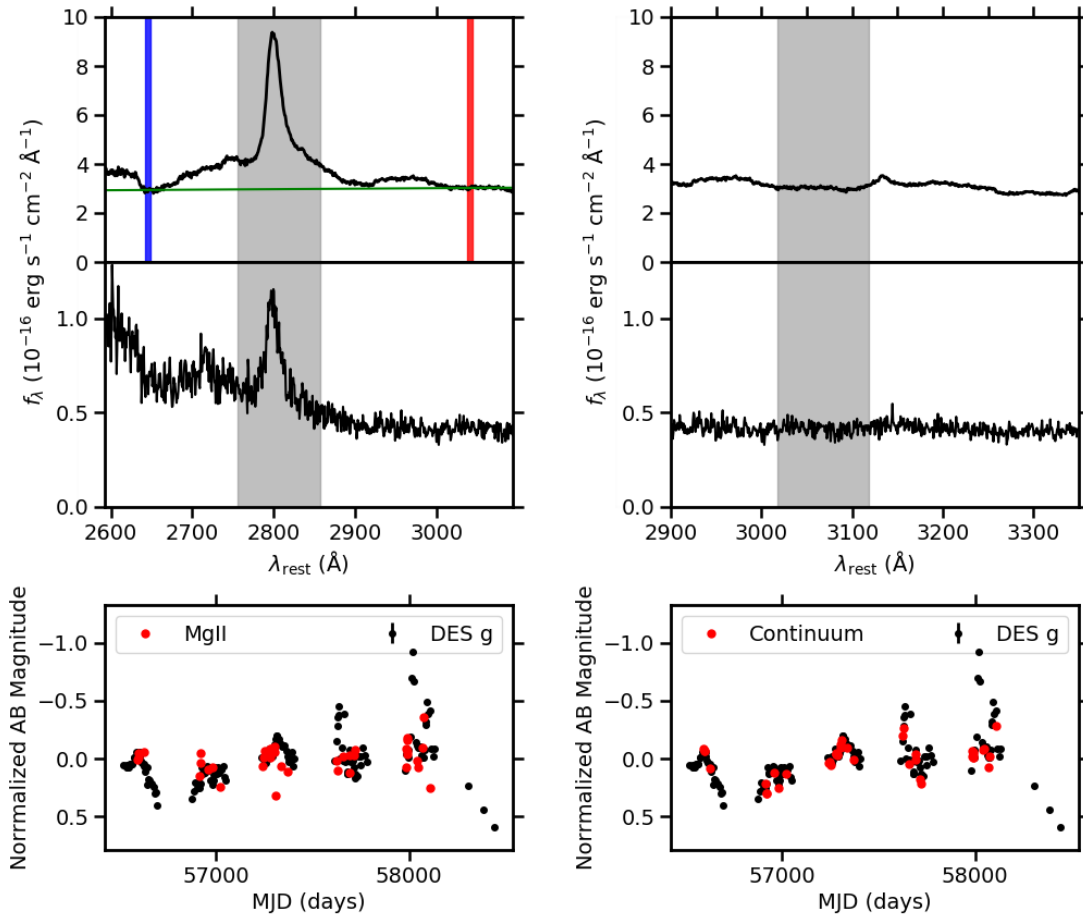 10
8
6
4
2
0
f_λ (10⁻¹⁶ erg s⁻¹ cm⁻² Å⁻¹)
1.0
0.5
0.0
2600 2700 2800 2900 3000
λ_rest (Å)
10
8
6
4
2
0
f_λ (10⁻¹⁶ erg s⁻¹ cm⁻² Å⁻¹)
1.0
0.5
0.0
2900 3000 3100 3200 3300
λ_rest (Å)
Norrmalized AB Magnitude
−1.0
−0.5
0.0
0.5
MgII DES g
57000 58000
MJD (days)
Norrmalized AB Magnitude
−1.0
−0.5
0.0
0.5
Continuum DES g
57000 58000
MJD (days)